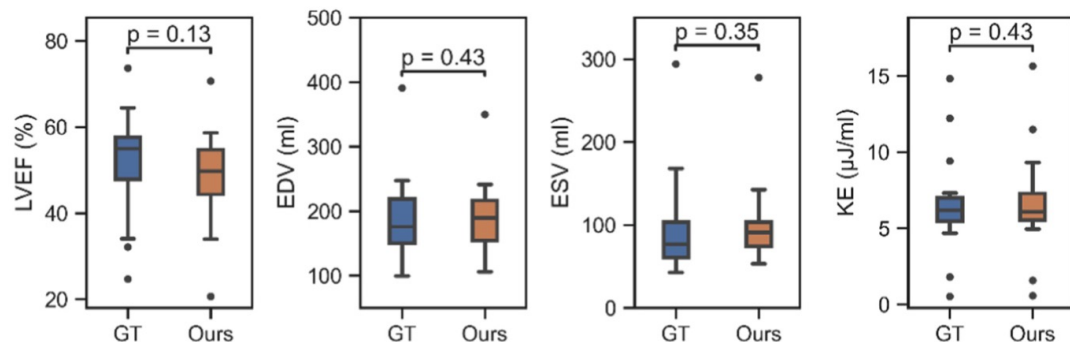 p = 0.13
LVEF (%)
80
60
40
20
GT Ours
p = 0.43
EDV (ml)
500
400
300
200
100
GT Ours
p = 0.35
ESV (ml)
300
200
100
0
GT Ours
p = 0.43
KE (μJ/ml)
15
10
5
0
GT Ours